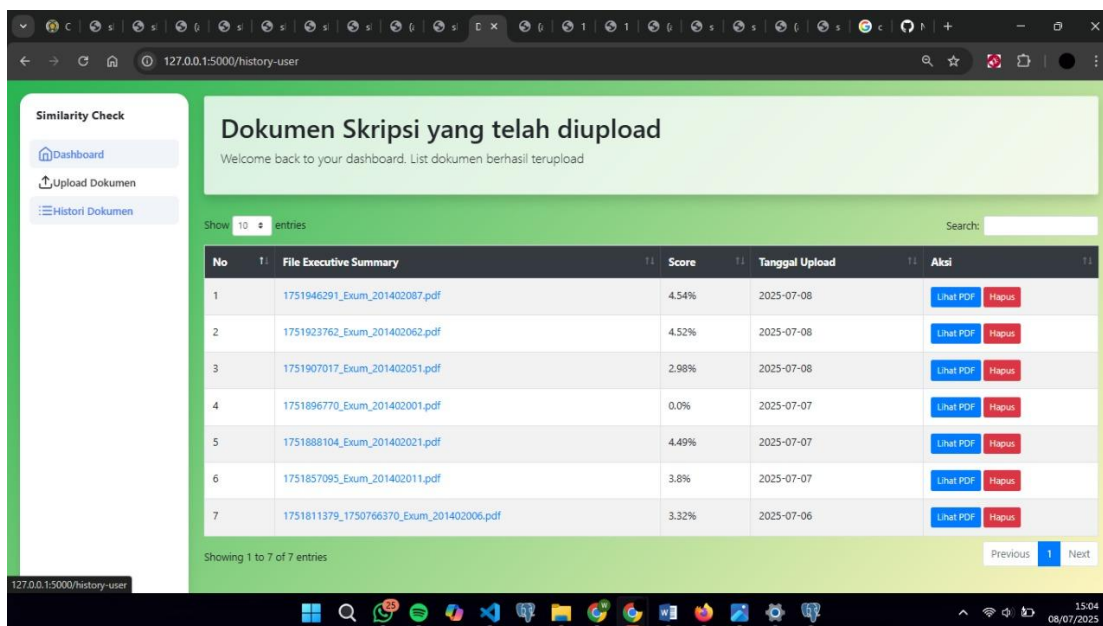 127.0.0.1:5000/history-user
Similarity Check
Dashboard
Upload Dokumen
Histori Dokumen
Dokumen Skripsi yang telah diupload
Welcome back to your dashboard. List dokumen berhasil terupload
Show 10 entries
Search:
No File Executive Summary Score Tanggal Upload Aksi
1 1751946291_Exum_201402087.pdf 4.54% 2025-07-08 Lihat PDF Hapus
2 1751923762_Exum_201402062.pdf 4.52% 2025-07-08 Lihat PDF Hapus
3 1751907017_Exum_201402051.pdf 2.98% 2025-07-08 Lihat PDF Hapus
4 1751896770_Exum_201402001.pdf 0.0% 2025-07-07 Lihat PDF Hapus
5 1751888104_Exum_201402021.pdf 4.49% 2025-07-07 Lihat PDF Hapus
6 1751857095_Exum_201402011.pdf 3.8% 2025-07-07 Lihat PDF Hapus
7 1751811379_1750766370_Exum_201402006.pdf 3.32% 2025-07-06 Lihat PDF Hapus
Showing 1 to 7 of 7 entries
Previous 1 Next
127.0.0.1:5000/history-user
25
15:04
08/07/2025